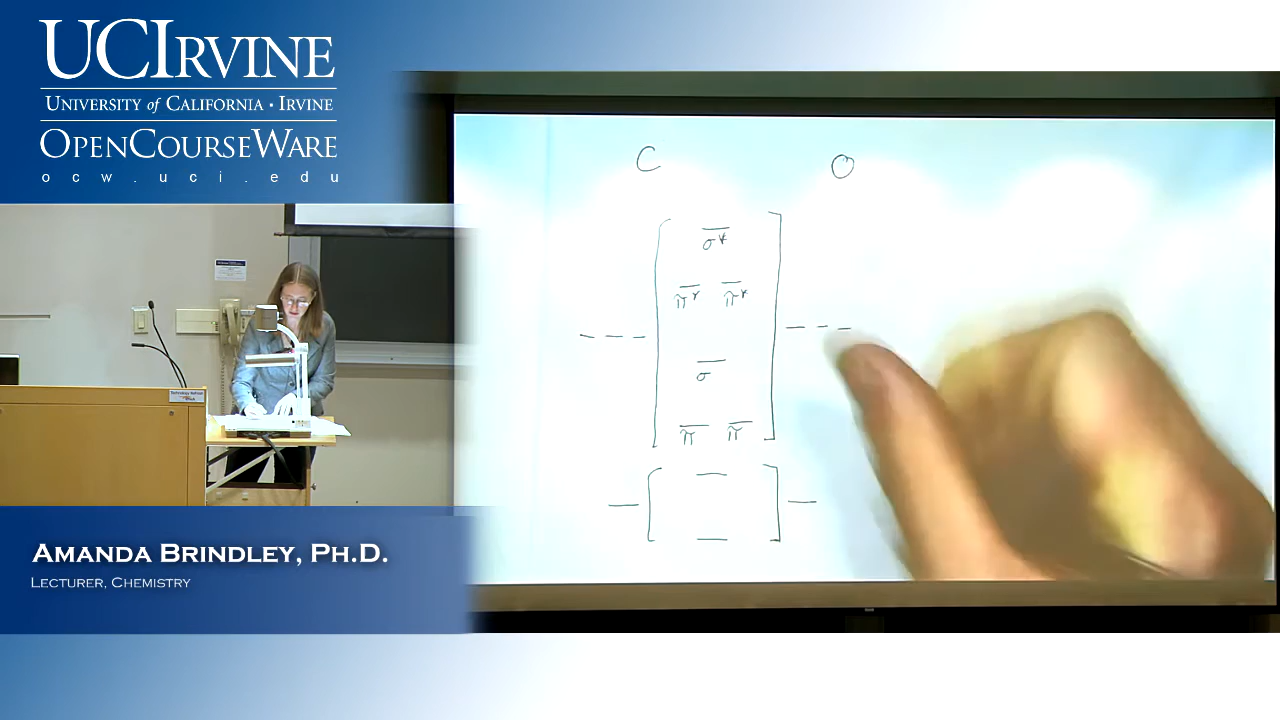 UCIRVINE
UNIVERSITY of CALIFORNIA • IRVINE
OPENCOURSEWARE
ocw.uci.edu
AMANDA BRINDLEY, PH.D.
LECTURER, CHEMISTRY
C O
σ*
π* π*
σ
π π